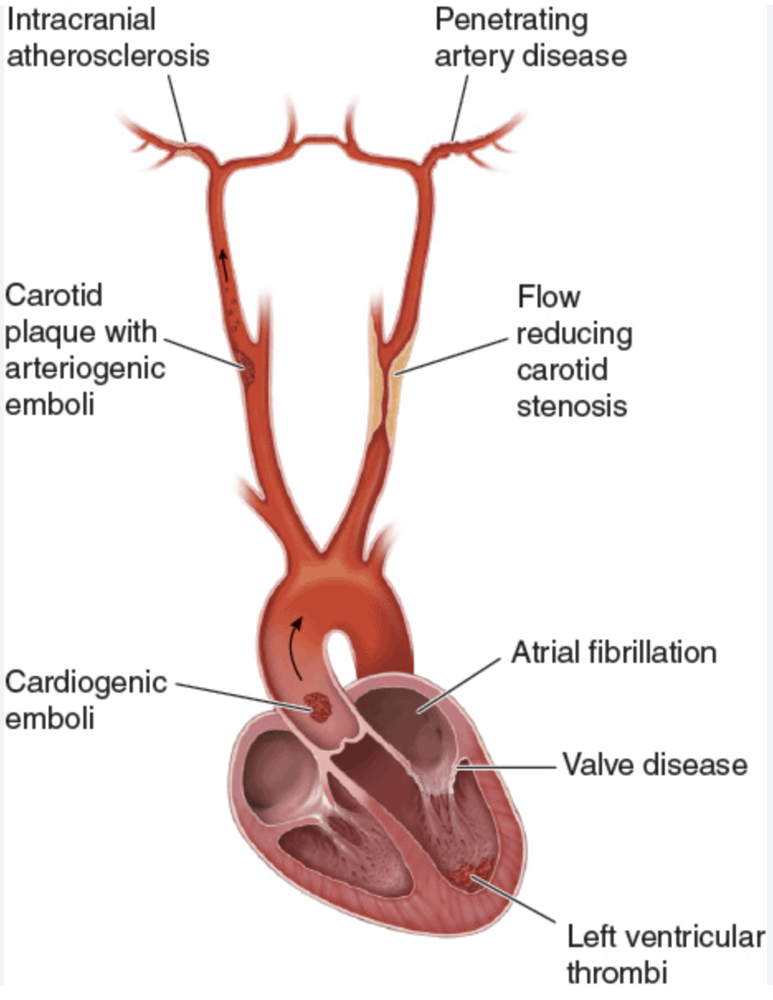 Intracranial
atherosclerosis
Penetrating
artery disease
Carotid
plaque with
arteriogenic
emboli
Flow
reducing
carotid
stenosis
Cardiogenic
emboli
Atrial fibrillation
Valve disease
Left ventricular
thrombi